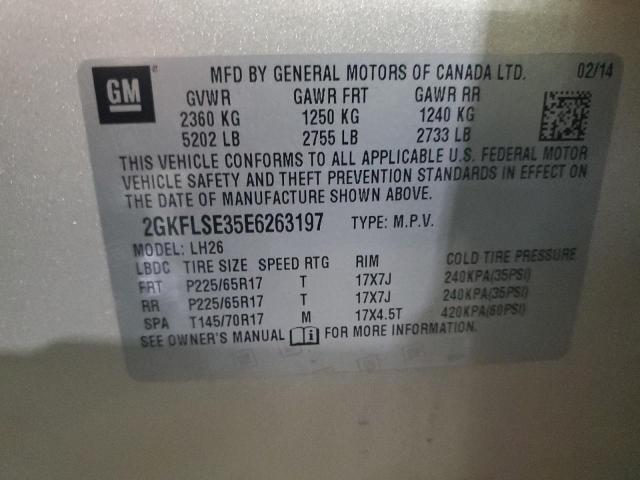 GM ® MFD BY GENERAL MOTORS OF CANADA LTD. 02/14
GVWR GAWR FRT GAWR RR
2360 KG 1250 KG 1240 KG
5202 LB 2755 LB 2733 LB
THIS VEHICLE CONFORMS TO ALL APPLICABLE U.S. FEDERAL MOTOR
VEHICLE SAFETY AND THEFT PREVENTION STANDARDS IN EFFECT ON
THE DATE OF MANUFACTURE SHOWN ABOVE.
2GKFLSE35E6263197 TYPE: M.P.V.
MODEL: LH26
LBDC TIRE SIZE SPEED RTG RIM COLD TIRE PRESSURE
FRT P225/65R17 T 17X7J 240KPA(35PSI)
RR P225/65R17 T 17X7J 240KPA(35PSI)
SPA T145/70R17 M 17X4.5T 420KPA(60PSI)
SEE OWNER'S MANUAL FOR MORE INFORMATION.